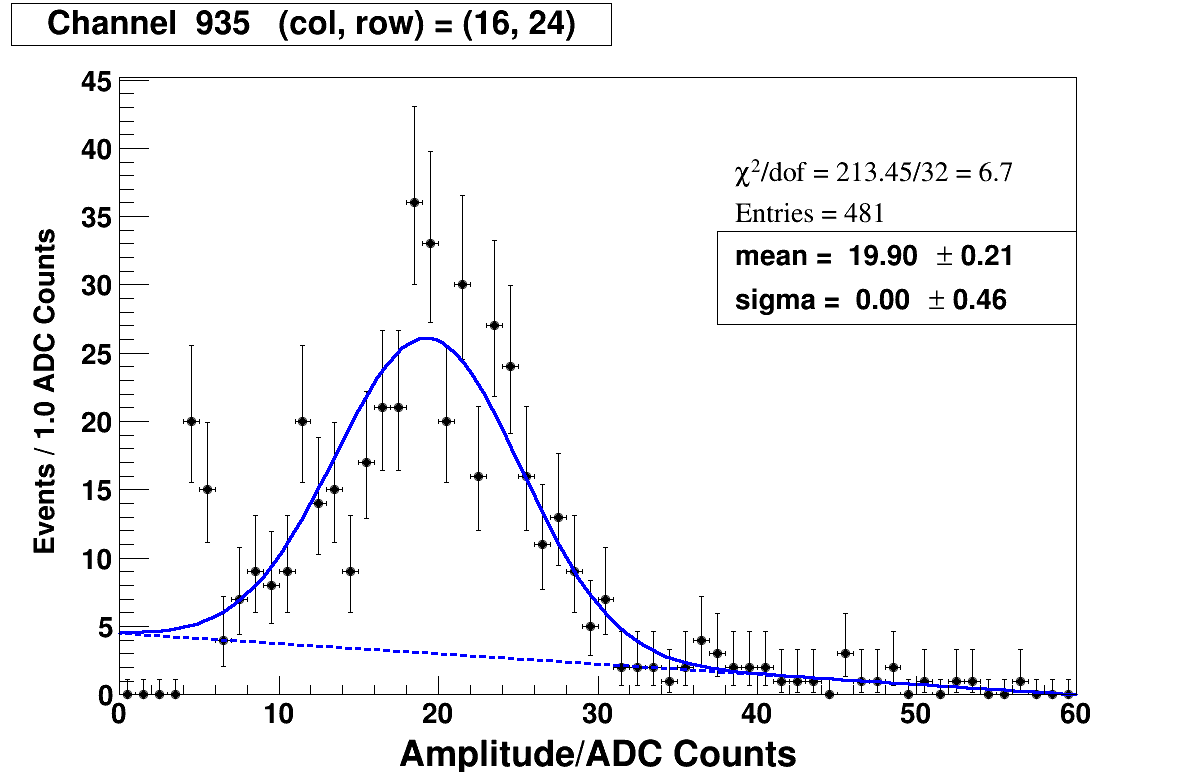 Channel 935 (col, row) = (16, 24)
Events / 1.0 ADC Counts
45
40
35
30
25
20
15
10
5
0
χ²/dof = 213.45/32 = 6.7
Entries = 481
mean = 19.90 ± 0.21
sigma = 0.00 ± 0.46
0 10 20 30 40 50 60
Amplitude/ADC Counts